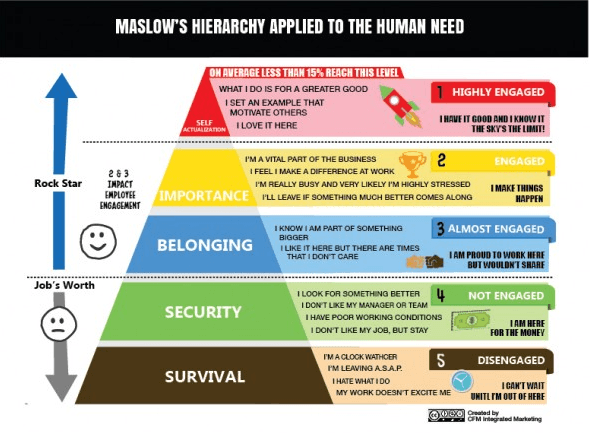 MASLOW'S HIERARCHY APPLIED TO THE HUMAN NEED
ON AVERAGE LESS THAN 15% REACH THIS LEVEL
WHAT I DO IS FOR A GREATER GOOD
I SET AN EXAMPLE THAT
MOTIVATE OTHERS
I LOVE IT HERE
SELF
ACTUALIZATION
1 HIGHLY ENGAGED
I HAVE IT GOOD AND I KNOW IT
THE SKY'S THE LIMIT!
Rock Star
2 & 3
IMPACT
EMPLOYEE
ENGAGEMENT
IMPORTANCE
I'M A VITAL PART OF THE BUSINESS
I FEEL I MAKE A DIFFERENCE AT WORK
I'M REALLY BUSY AND VERY LIKELY I'M HIGHLY STRESSED
I'LL LEAVE IF SOMETHING MUCH BETTER COMES ALONG
2 ENGAGED
I MAKE THINGS
HAPPEN
BELONGING
I KNOW I AM PART OF SOMETHING
BIGGER
I LIKE IT HERE BUT THERE ARE TIMES
THAT I DON'T CARE
3 ALMOST ENGAGED
I AM PROUD TO WORK HERE
BUT WOULDN'T SHARE
Job's Worth
SECURITY
I LOOK FOR SOMETHING BETTER
I DON'T LIKE MY MANAGER OR TEAM
I HAVE POOR WORKING CONDITIONS
I DON'T LIKE MY JOB, BUT STAY
4 NOT ENGAGED
I AM HERE
FOR THE MONEY
SURVIVAL
I'M A CLOCK WATHCER
I'M LEAVING A.S.A.P.
I HATE WHAT I DO
MY WORK DOESN'T EXCITE ME
5 DISENGAGED
I CAN'T WAIT
UNITL I'M OUT OF HERE
Created by
CFM Integrated Marketing